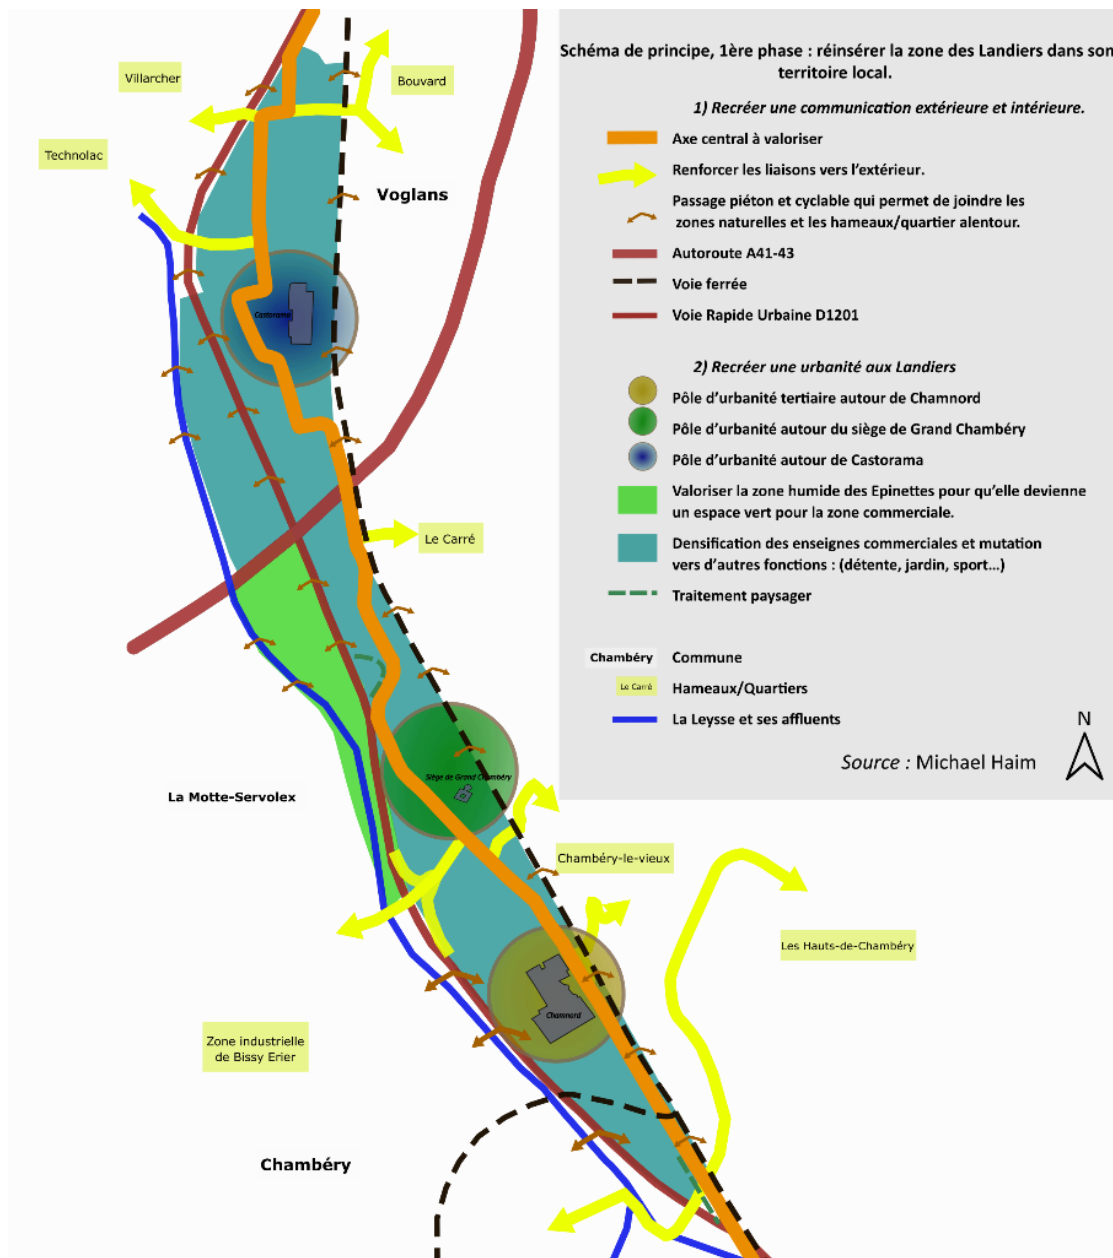 Schéma de principe, 1ère phase : réinsérer la zone des Landiers dans son
territoire local.
1) Recréer une communication extérieure et intérieure.
Axe central à valoriser
Renforcer les liaisons vers l'extérieur.
Passage piéton et cyclable qui permet de joindre les
zones naturelles et les hameaux/quartier alentour.
Autoroute A41-43
Voie ferrée
Voie Rapide Urbaine D1201
2) Recréer une urbanité aux Landiers
Pôle d'urbanité tertiaire autour de Chamnord
Pôle d'urbanité autour du siège de Grand Chambéry
Pôle d'urbanité autour de Castorama
Valoriser la zone humide des Epinettes pour qu'elle devienne
un espace vert pour la zone commerciale.
Densification des enseignes commerciales et mutation
vers d'autres fonctions : (détente, jardin, sport...)
Traitement paysager
Chambéry Commune
Le Carré Hameaux/Quartiers
La Leysse et ses affluents
N
Source : Michael Haim
Villarcher
Bouvard
Technolac
Voglans
Castorama
Le Carré
Siège de Grand Chambéry
La Motte-Servolex
Chambéry-le-vieux
Les Hauts-de-Chambéry
Chamnord
Zone industrielle
de Bissy Erier
Chambéry